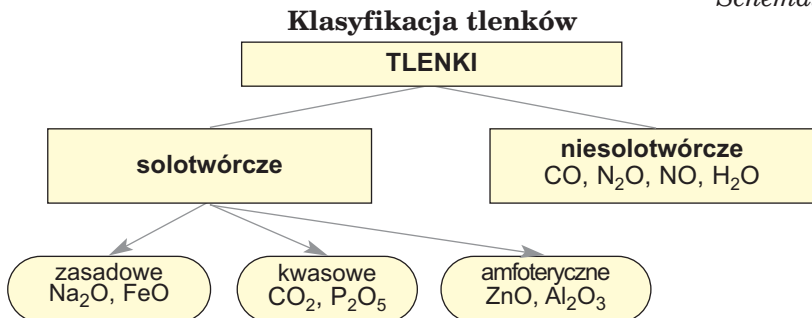 Schema
Klasyfikacja tlenków
TLENKI
solotwórcze
niesolotwórcze
CO, N₂O, NO, H₂O
zasadowe
Na₂O, FeO
kwasowe
CO₂, P₂O₅
amfoteryczne
ZnO, Al₂O₃